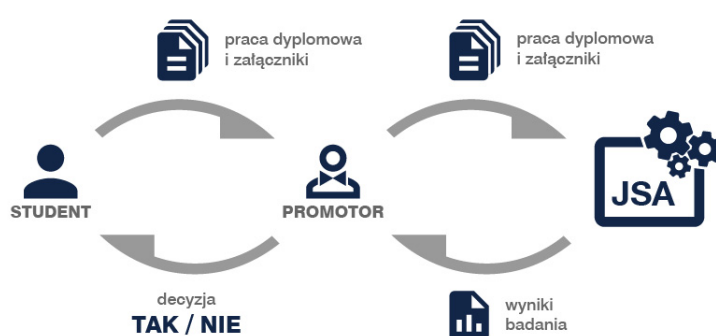 praca dyplomowa
i załączniki
praca dyplomowa
i załączniki
STUDENT
PROMOTOR
JSA
decyzja
TAK / NIE
wyniki
badania